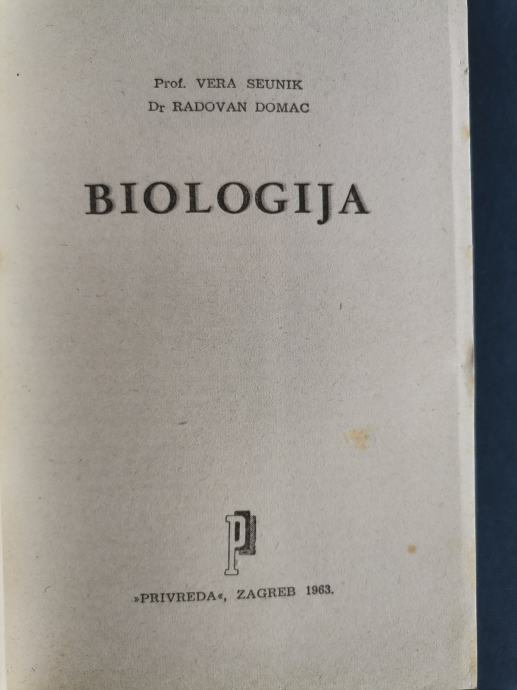 Prof. VERA SEUNIK
Dr RADOVAN DOMAC
BIOLOGIJA
P
»PRIVREDA«, ZAGREB 1963.